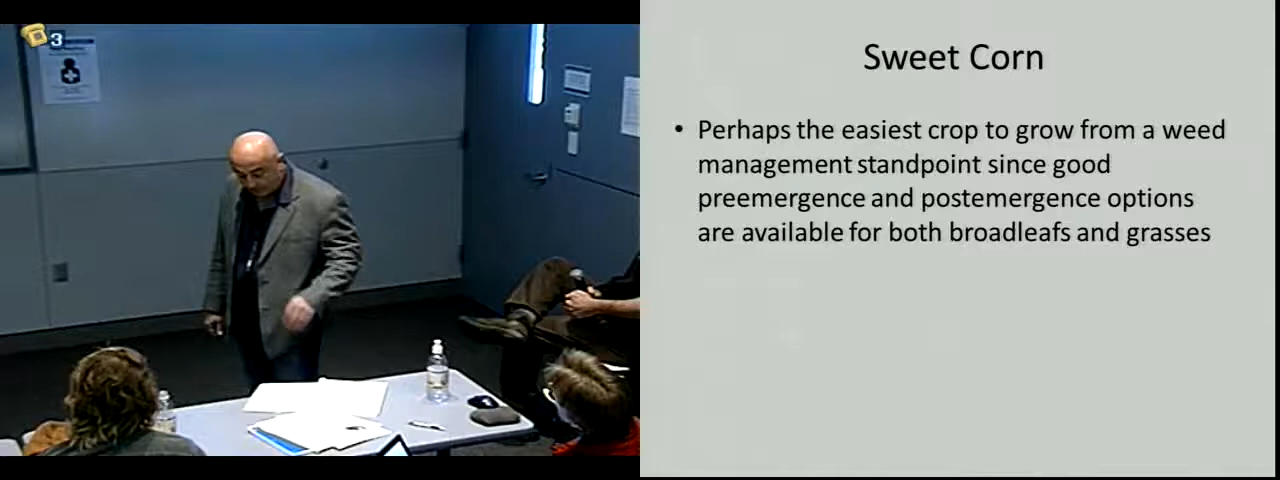 3
Sweet Corn
• Perhaps the easiest crop to grow from a weed
management standpoint since good
preemergence and postemergence options
are available for both broadleafs and grasses